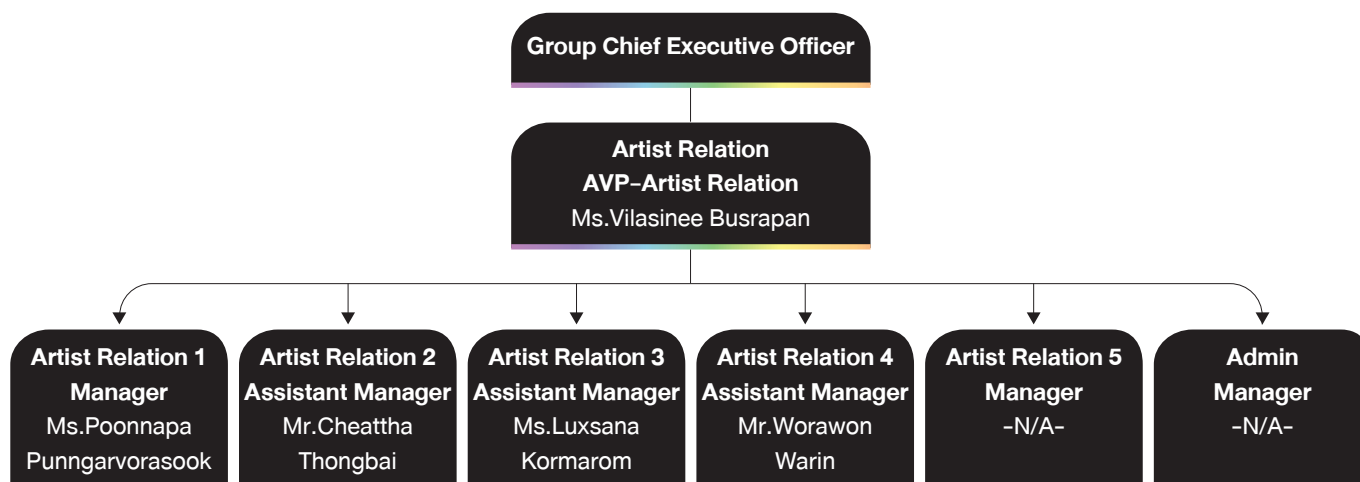 Group Chief Executive Officer
Artist Relation
AVP-Artist Relation
Ms.Vilasinee Busrapan
Artist Relation 1
Manager
Ms.Poonnapa
Punngarvorasook
Artist Relation 2
Assistant Manager
Mr.Cheattha
Thongbai
Artist Relation 3
Assistant Manager
Ms.Luxsana
Kormarom
Artist Relation 4
Assistant Manager
Mr.Worawon
Warin
Artist Relation 5
Manager
-N/A-
Admin
Manager
-N/A-